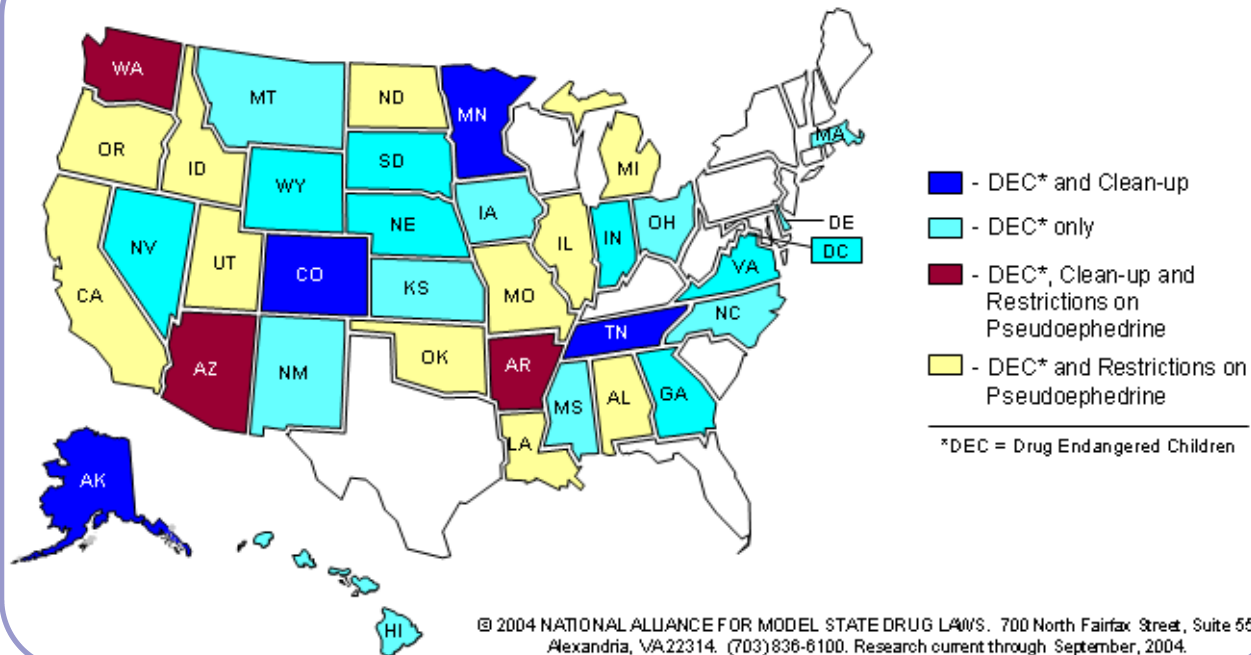 WA
MT
ND
MN
OR
ID
SD
WY
MI
MA
IA
NE
NV
UT
CO
IL
IN
OH
DE
DC
VA
CA
KS
MO
NC
TN
AZ
NM
OK
AR
MS
AL
GA
LA
AK
HI
- DEC* and Clean-up
- DEC* only
- DEC*, Clean-up and
Restrictions on
Pseudoephedrine
- DEC* and Restrictions on
Pseudoephedrine
*DEC = Drug Endangered Children
© 2004 NATIONAL ALLIANCE FOR MODEL STATE DRUG LAWS. 700 North Fairfax Street, Suite 55
Alexandria, VA 22314. (703) 836-6100. Research current through September, 2004.